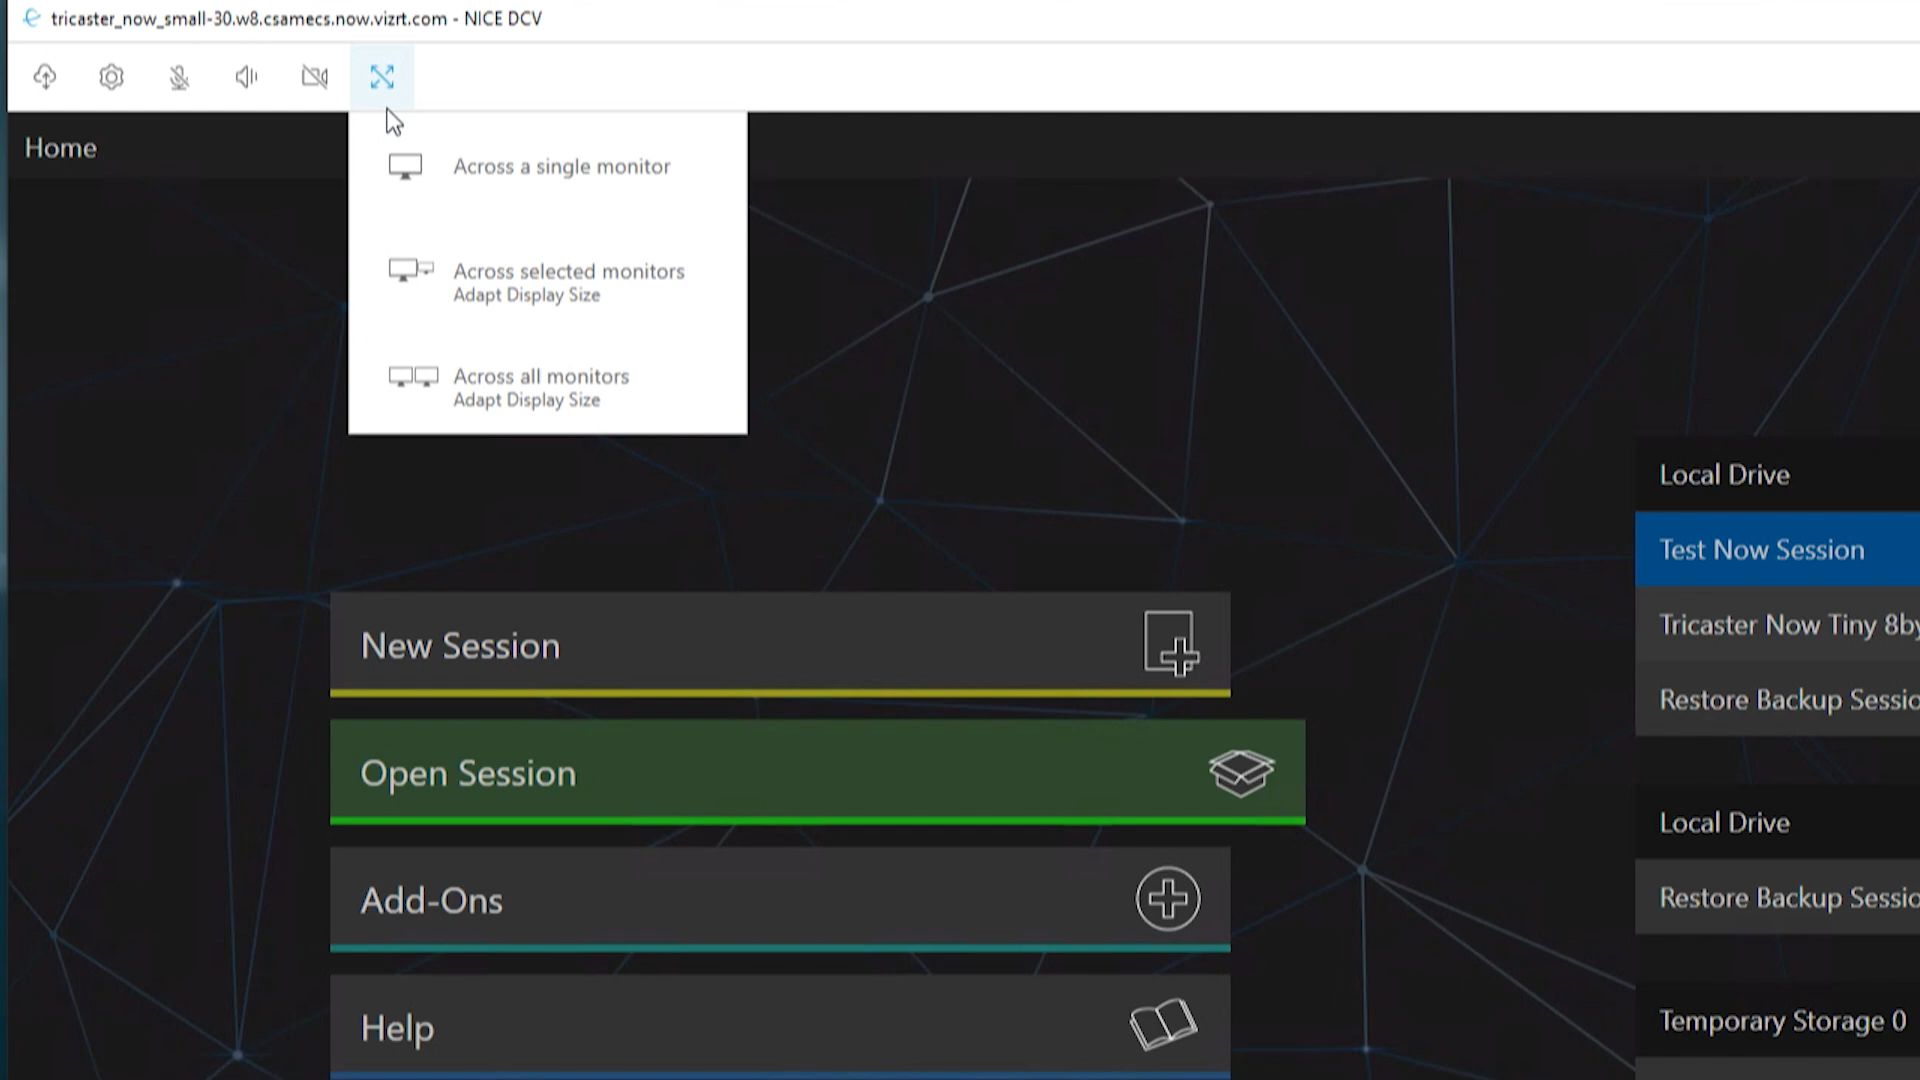 tricaster_now_small-30.w8.csamecs.now.vizrt.com - NICE DCV
Home
Across a single monitor
Across selected monitors
Adapt Display Size
Across all monitors
Adapt Display Size
New Session
Open Session
Add-Ons
Help
Local Drive
Test Now Session
Tricaster Now Tiny 8by
Restore Backup Sessio
Local Drive
Restore Backup Sessio
Temporary Storage 0